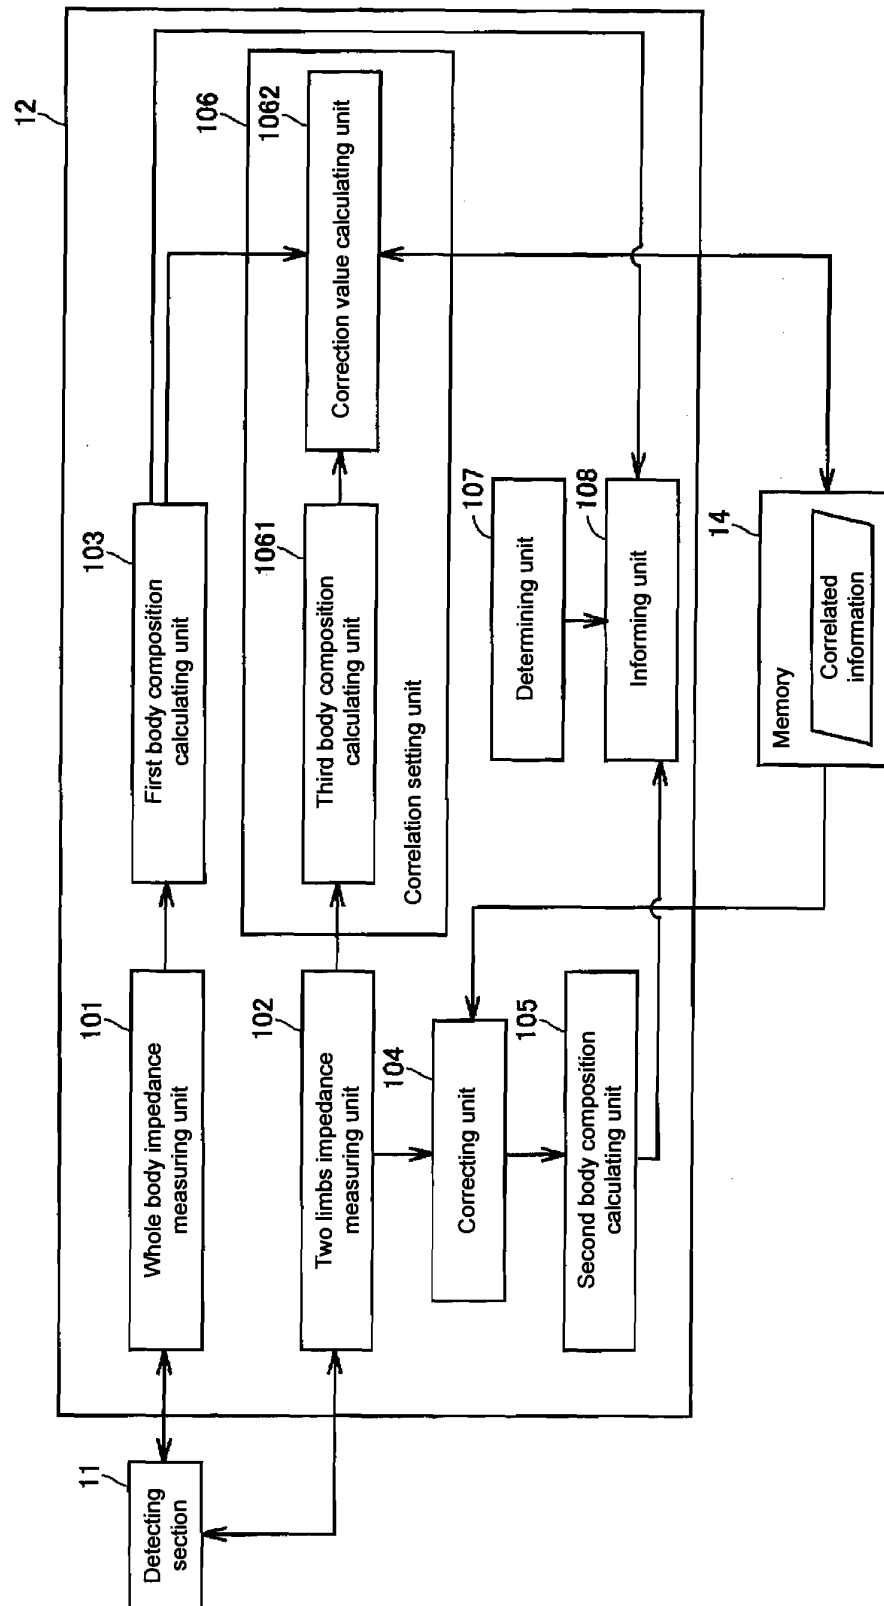 12
11
Detecting
section
101
Whole body impedance
measuring unit
103
First body composition
calculating unit
106
1062
Correction value calculating unit
1061
Third body composition
calculating unit
Correlation setting unit
102
Two limbs impedance
measuring unit
104
Correcting unit
105
Second body composition
calculating unit
107
Determining unit
108
Informing unit
14
Memory
Correlated
information